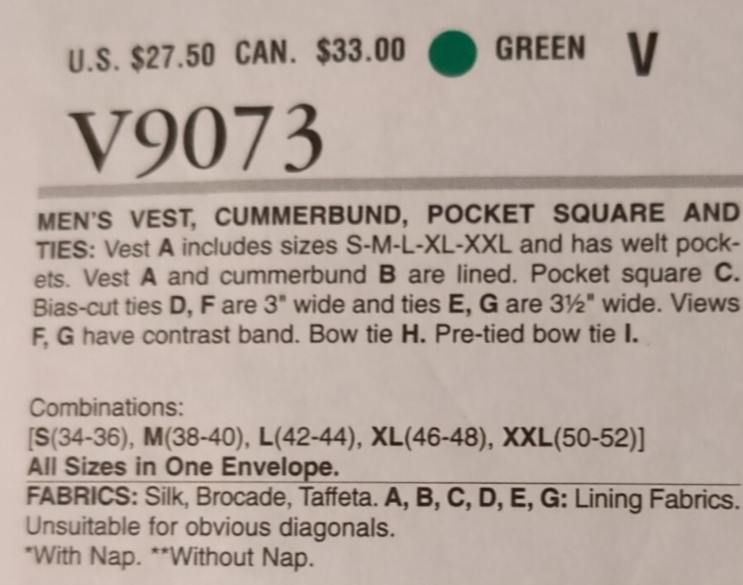 U.S. $27.50 CAN. $33.00 GREEN V
V9073
MEN'S VEST, CUMMERBUND, POCKET SQUARE AND
TIES: Vest A includes sizes S-M-L-XL-XXL and has welt pock-
ets. Vest A and cummerbund B are lined. Pocket square C.
Bias-cut ties D, F are 3" wide and ties E, G are 3½" wide. Views
F, G have contrast band. Bow tie H. Pre-tied bow tie I.
Combinations:
[S(34-36), M(38-40), L(42-44), XL(46-48), XXL(50-52)]
All Sizes in One Envelope.
FABRICS: Silk, Brocade, Taffeta. A, B, C, D, E, G: Lining Fabrics.
Unsuitable for obvious diagonals.
*With Nap. **Without Nap.